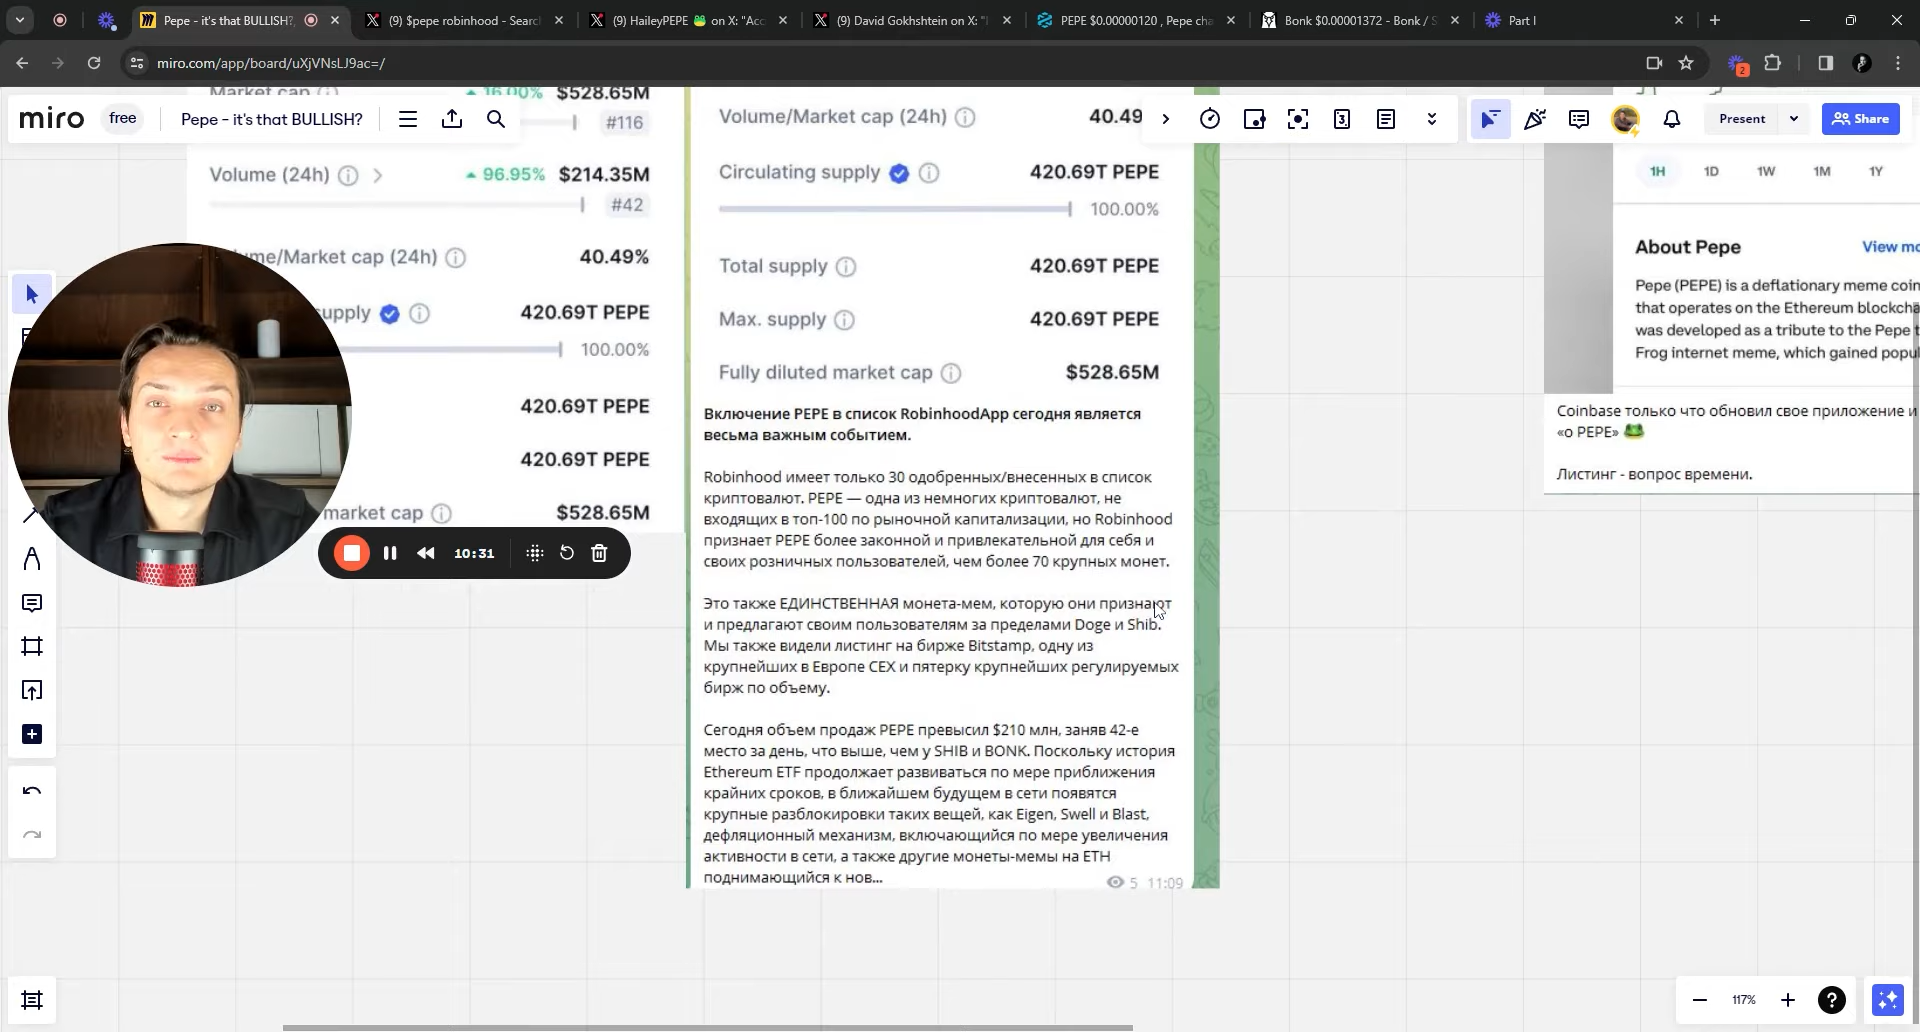 Pepe - it's that BULLISH?
(9) $pepe robinhood - Searc
(9) HaileyPEPE 🐸 on X: "Acc
(9) David Gokhshtein on X: "I
PEPE $0.00000120 , Pepe cha
Bonk $0.00001372 - Bonk / S
Part I
miro.com/app/board/uXjVNsLJ9ac=/
2
miro
free
Pepe - it's that BULLISH?
3
Present
Share
Market cap
16.00% $528.65M
#116
Volume (24h)
96.95% $214.35M
#42
me/Market cap (24h)
40.49%
upply
420.69T PEPE
100.00%
420.69T PEPE
420.69T PEPE
market cap
$528.65M
10:31
Volume/Market cap (24h)
40.49
Circulating supply
420.69T PEPE
100.00%
Total supply
420.69T PEPE
Max. supply
420.69T PEPE
Fully diluted market cap
$528.65M
Включение PEPE в список RobinhoodApp сегодня является
весьма важным событием.
Robinhood имеет только 30 одобренных/внесенных в список
криптовалют. PEPE — одна из немногих криптовалют, не
входящих в топ-100 по рыночной капитализации, но Robinhood
признает PEPE более законной и привлекательной для себя и
своих розничных пользователей, чем более 70 крупных монет.
Это также ЕДИНСТВЕННАЯ монета-мем, которую они признают
и предлагают своим пользователям за пределами Doge и Shib.
Мы также видели листинг на бирже Bitstamp, одну из
крупнейших в Европе CEX и пятерку крупнейших регулируемых
бирж по объему.
Сегодня объем продаж PEPE превысил $210 млн, заняв 42-е
место за день, что выше, чем у SHIB и BONK. Поскольку история
Ethereum ETF продолжает развиваться по мере приближения
крайних сроков, в ближайшем будущем в сети появятся
крупные разблокировки таких вещей, как Eigen, Swell и Blast,
дефляционный механизм, включающийся по мере увеличения
активности в сети, а также другие монеты-мемы на ETH
поднимающийся к нов...
5 11:09
1H 1D 1W 1M 1Y
About Pepe
View mo
Pepe (PEPE) is a deflationary meme coin
that operates on the Ethereum blockcha
was developed as a tribute to the Pepe t
Frog internet meme, which gained popul
Coinbase только что обновил свое приложение и
«о PEPE» 🐸
Листинг - вопрос времени.
117%